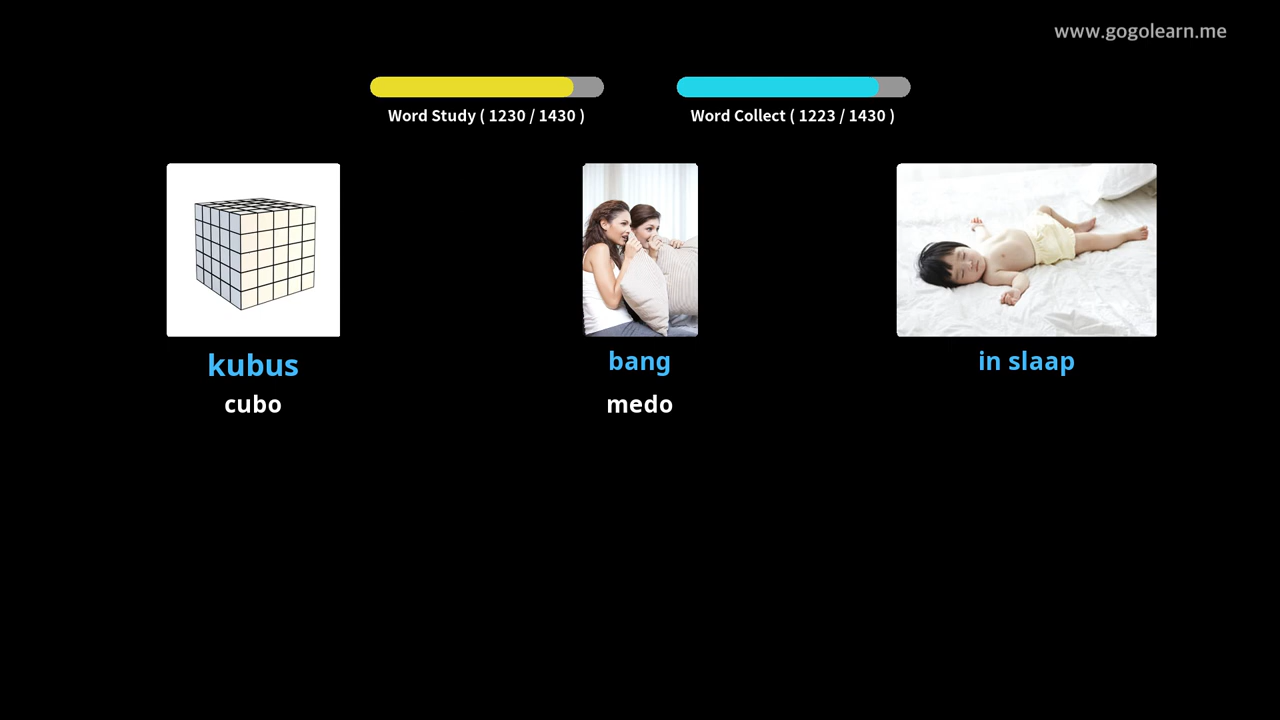 www.gogolearn.me
Word Study ( 1230 / 1430 )
Word Collect ( 1223 / 1430 )
kubus
bang
in slaap
cubo
medo